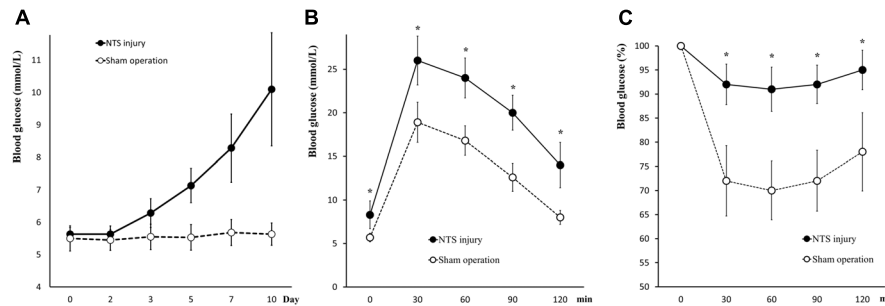 A
NTS injury
Sham operation
Blood glucose (mmol/L)
11
10
9
8
7
6
5
4
0 2 3 5 7 10 Day
B
* * * * *
Blood glucose (mmol/L)
25
20
15
10
5
0
NTS injury
Sham operation
0 30 60 90 120 min
C
* * * *
Blood glucose (%)
100
95
90
85
80
75
70
65
60
55
50
NTS injury
Sham operation
0 30 60 90 120